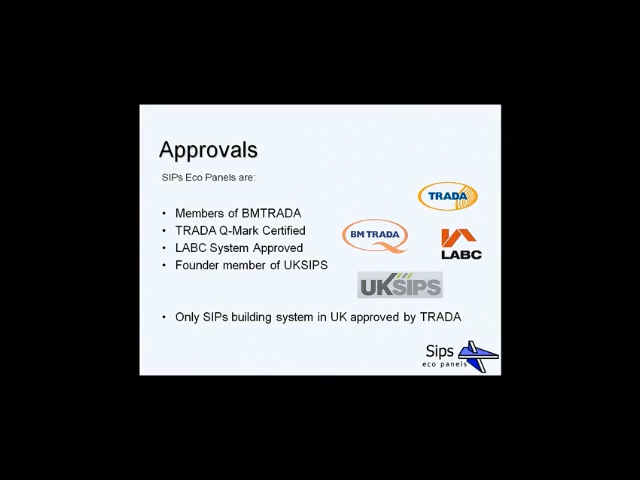 Approvals
SIPs Eco Panels are:
• Members of BMTRADA
• TRADA Q-Mark Certified
• LABC System Approved
• Founder member of UKSIPS
• Only SIPs building system in UK approved by TRADA
TRADA
BM TRADA
LABC
UKSIPS
Sips
eco panels